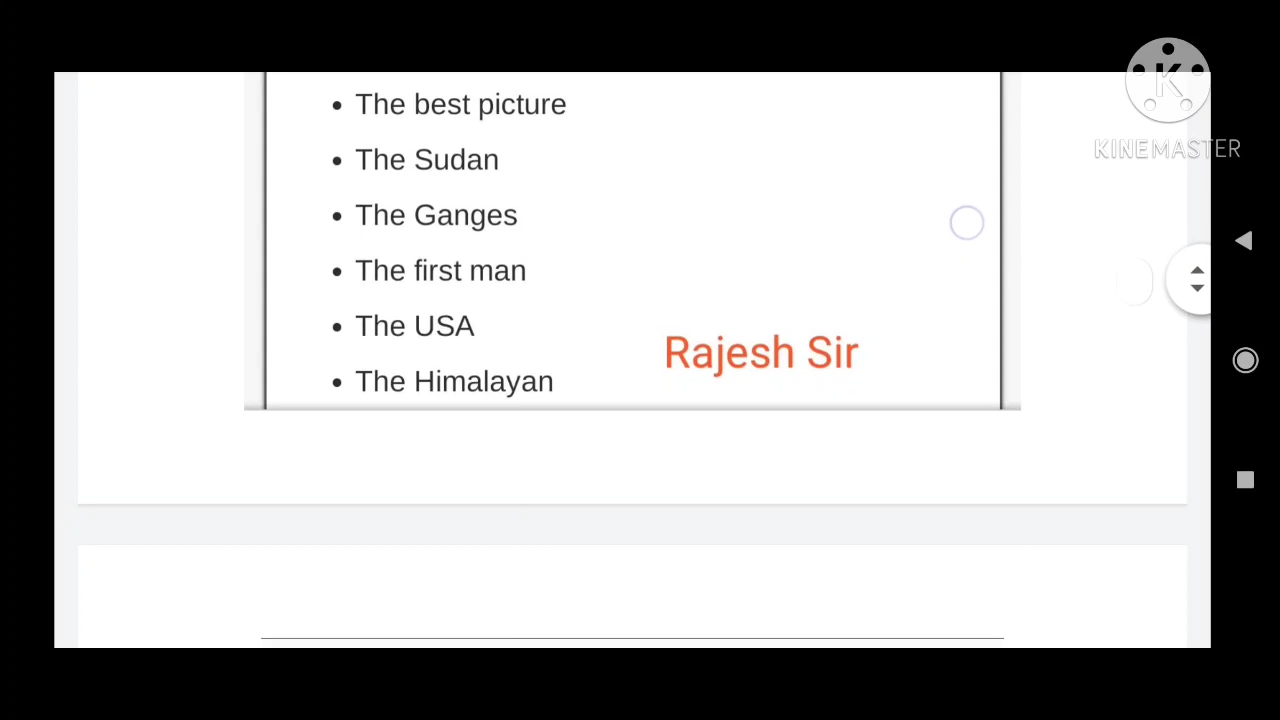 The best picture
The Sudan
The Ganges
The first man
The USA
The Himalayan
Rajesh Sir
K
KINEMASTER